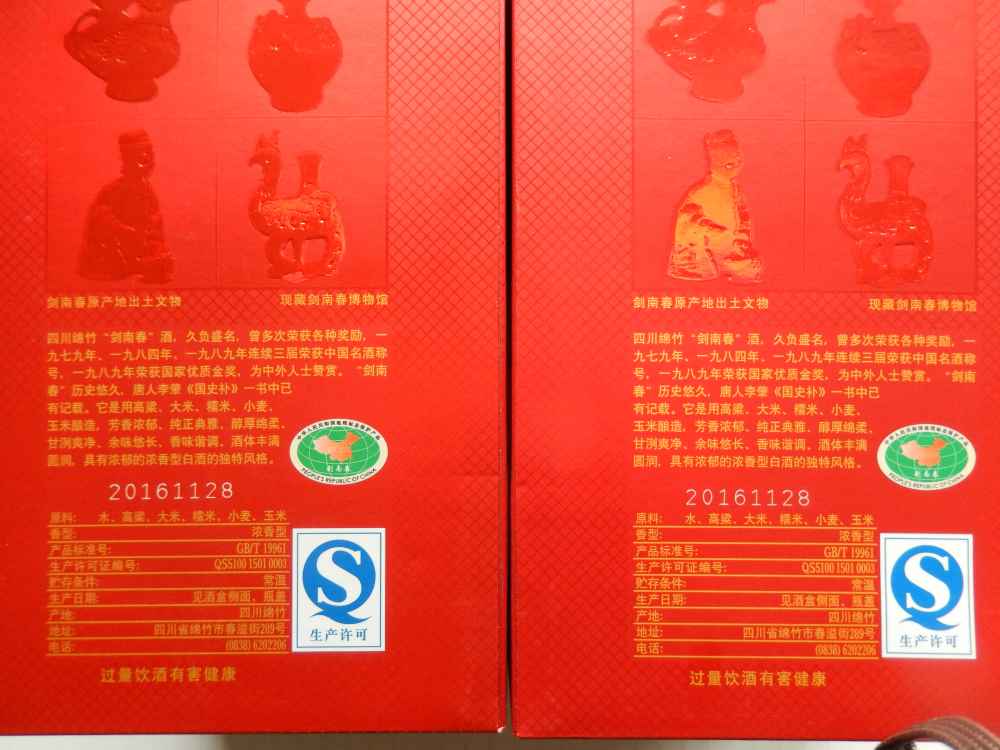 剑南春原产地出土文物 现藏剑南春博物馆
四川绵竹“剑南春”酒，久负盛名，曾多次荣获各种奖励，一
九七九年、一九八四年、一九八九年连续三届荣获中国名酒称
号，一九八九年荣获国家优质金奖，为中外人士赞赏。“剑南
春”历史悠久，唐人李肇《国史补》一书中已
有记载。它是用高粱、大米、糯米、小麦、
玉米酿造，芳香浓郁、纯正典雅、醇厚绵柔、
甘洌爽净、余味悠长、香味谐调、酒体丰满
圆润，具有浓郁的浓香型白酒的独特风格。
剑南春
PEOPLE'S REPUBLIC OF CHINA
20161128
原料: 水、高粱、大米、糯米、小麦、玉米
香型: 浓香型
产品标准号: GB/T 19961
生产许可证编号: QS5100 1501 0003
贮存条件: 常温
生产日期: 见酒盒侧面、瓶盖
产地: 四川绵竹
地址: 四川省绵竹市春溢街289号
电话: (0838) 6202206
生产许可
过量饮酒有害健康
剑南春原产地出土文物 现藏剑南春博物馆
四川绵竹“剑南春”酒，久负盛名，曾多次荣获各种奖励，一
九七九年、一九八四年、一九八九年连续三届荣获中国名酒称
号，一九八九年荣获国家优质金奖，为中外人士赞赏。“剑南
春”历史悠久，唐人李肇《国史补》一书中已
有记载。它是用高粱、大米、糯米、小麦、
玉米酿造，芳香浓郁、纯正典雅、醇厚绵柔、
甘洌爽净、余味悠长、香味谐调、酒体丰满
圆润，具有浓郁的浓香型白酒的独特风格。
剑南春
PEOPLE'S REPUBLIC OF CHINA
20161128
原料: 水、高粱、大米、糯米、小麦、玉米
香型: 浓香型
产品标准号: GB/T 19961
生产许可证编号: QS5100 1501 0003
贮存条件: 常温
生产日期: 见酒盒侧面、瓶盖
产地: 四川绵竹
地址: 四川省绵竹市春溢街289号
电话: (0838) 6202206
生产许可
过量饮酒有害健康